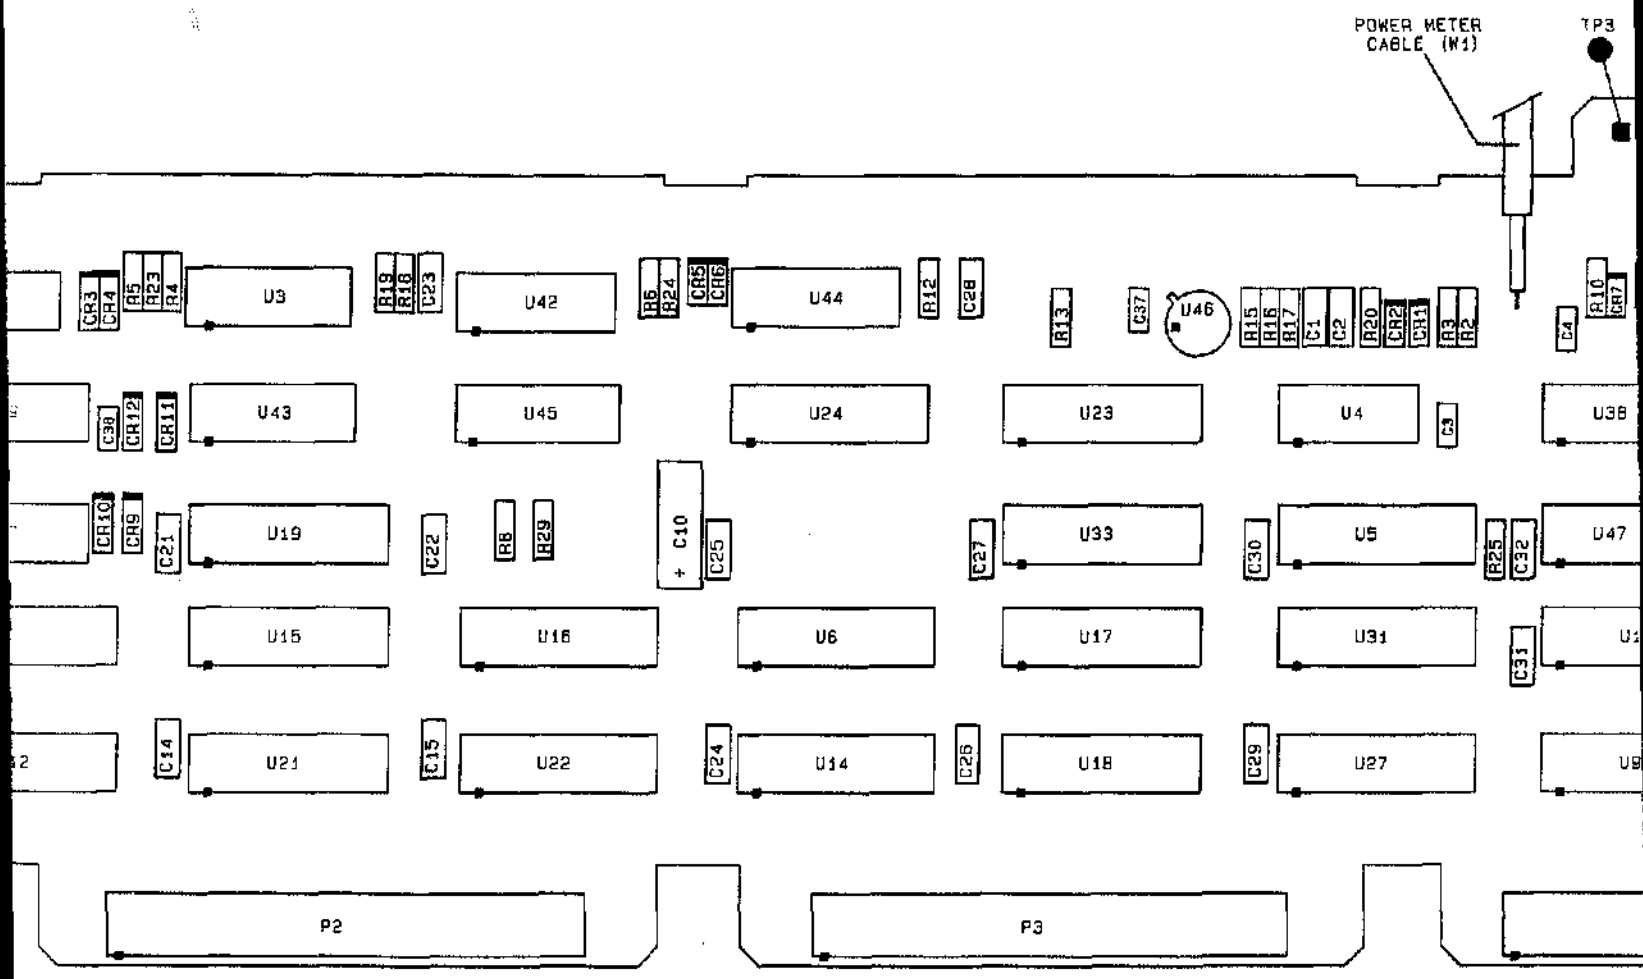 POWER METER
CABLE (W1)
TP3
CR3
CR4
R5
R23
R4
U3
R19
R18
C23
U42
R6
R24
CR5
CR6
U44
R12
C28
R13
C37
U46
R15
R16
R17
C1
C2
R20
CR2
CR1
R3
R2
C4
R10
CR7
C38
CR12
CR11
U43
U45
U24
U23
U4
C3
U38
CR10
CR9
C21
U19
C22
R8
R29
C10
+
C25
C27
U33
C30
U5
R25
C32
U47
U15
U16
U6
U17
U31
C31
C14
U21
C15
U22
C24
U14
C26
U18
C29
U27
P2
P3